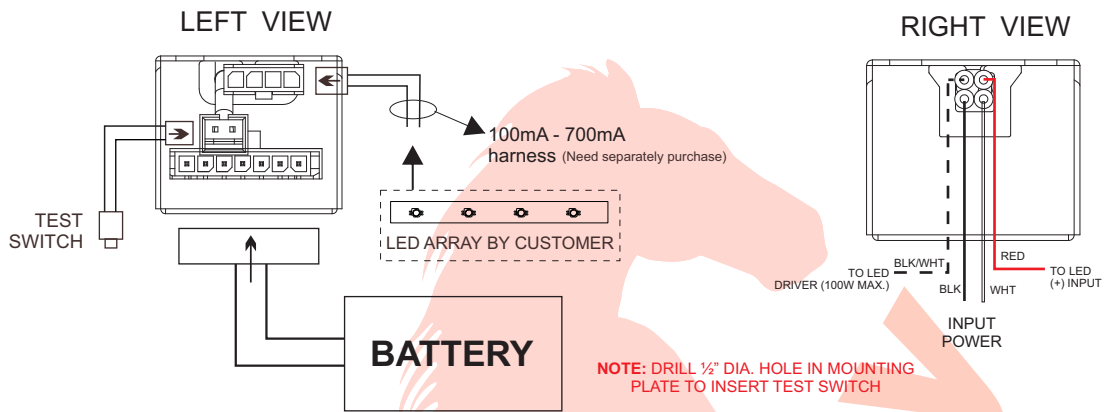 LEFT VIEW
RIGHT VIEW
100mA - 700mA
harness (Need separately purchase)
TEST
SWITCH
LED ARRAY BY CUSTOMER
BATTERY
NOTE: DRILL ½" DIA. HOLE IN MOUNTING
PLATE TO INSERT TEST SWITCH
TO LED
DRIVER (100W MAX.)
BLK/WHT
BLK
WHT
RED
TO LED
(+) INPUT
INPUT
POWER